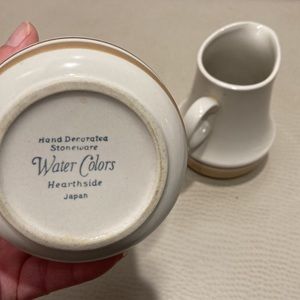 Hand Decorated
Stoneware
Water Colors
Hearthside
Japan